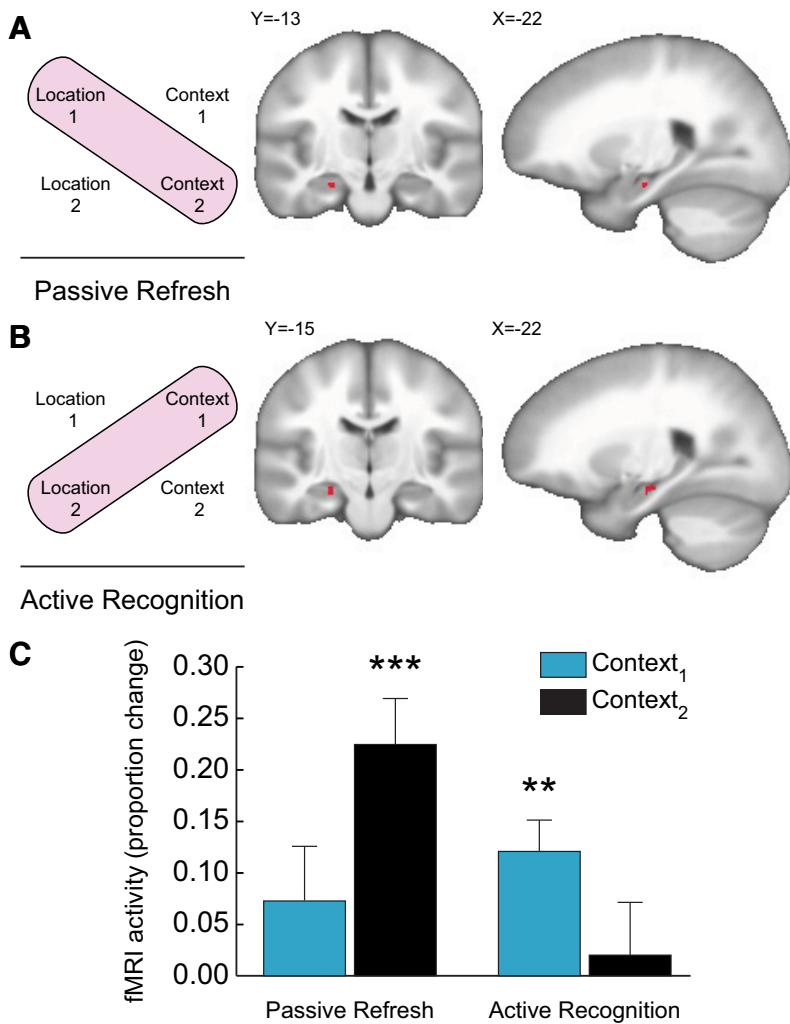 A
Y=-13
X=-22
Location
1
Context
1
Location
2
Context
2
Passive Refresh
B
Y=-15
X=-22
Location
1
Context
1
Location
2
Context
2
Active Recognition
C
fMRI activity (proportion change)
0.30
0.25
0.20
0.15
0.10
0.05
0.00
***
**
Context1
Context2
Passive Refresh
Active Recognition